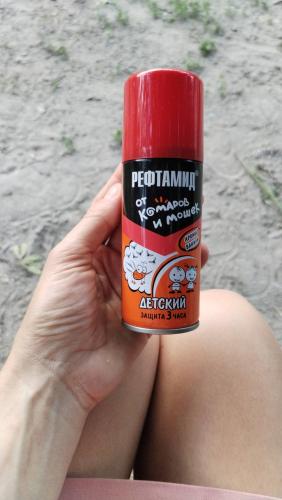 РЕФТАМИД®
ОТ
КОМАРОВ
И МОШЕК
ДЕТСКИЙ
ЗАЩИТА 3 ЧАСА